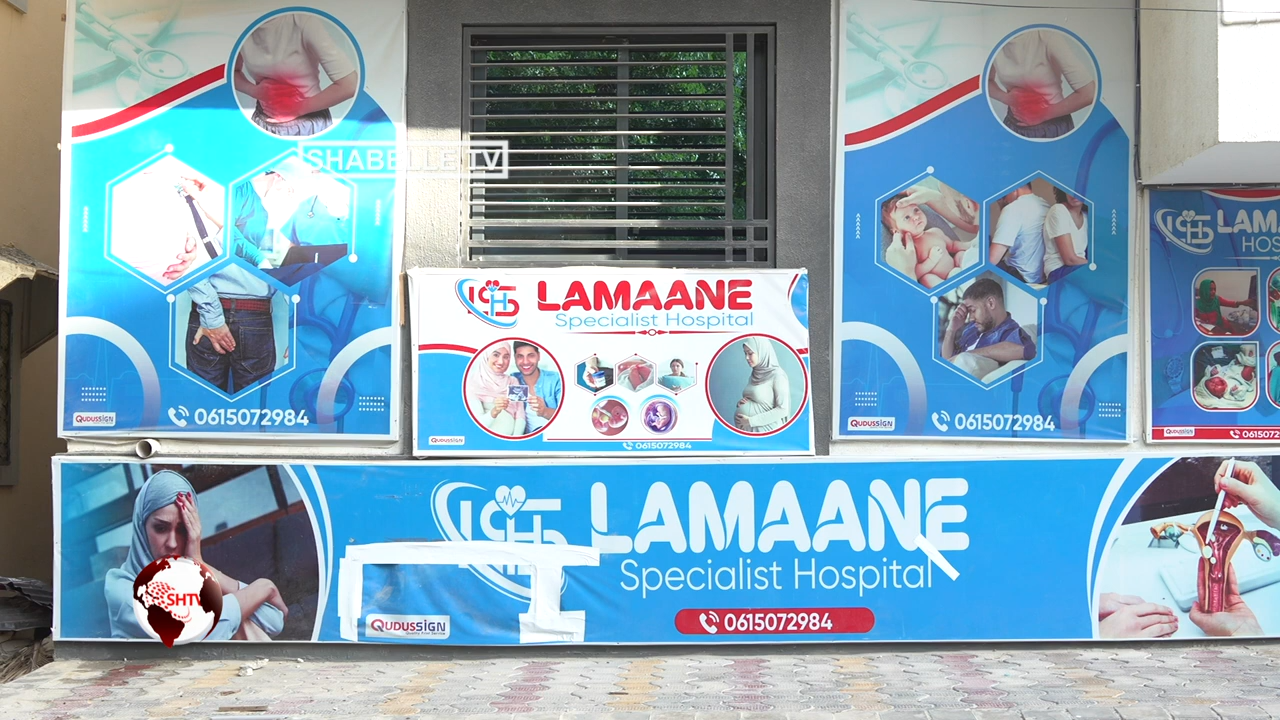 SHABELLE TV
LAMAANE
Specialist Hospital
QUDUSSIGN
0615072984
QUDUSSIGN
0615072984
QUDUSSIGN
0615072984
LAMA
HOS
QUDUSSIGN
LAMAANE
Specialist Hospital
0615072984
QUDUSSIGN
SHTV